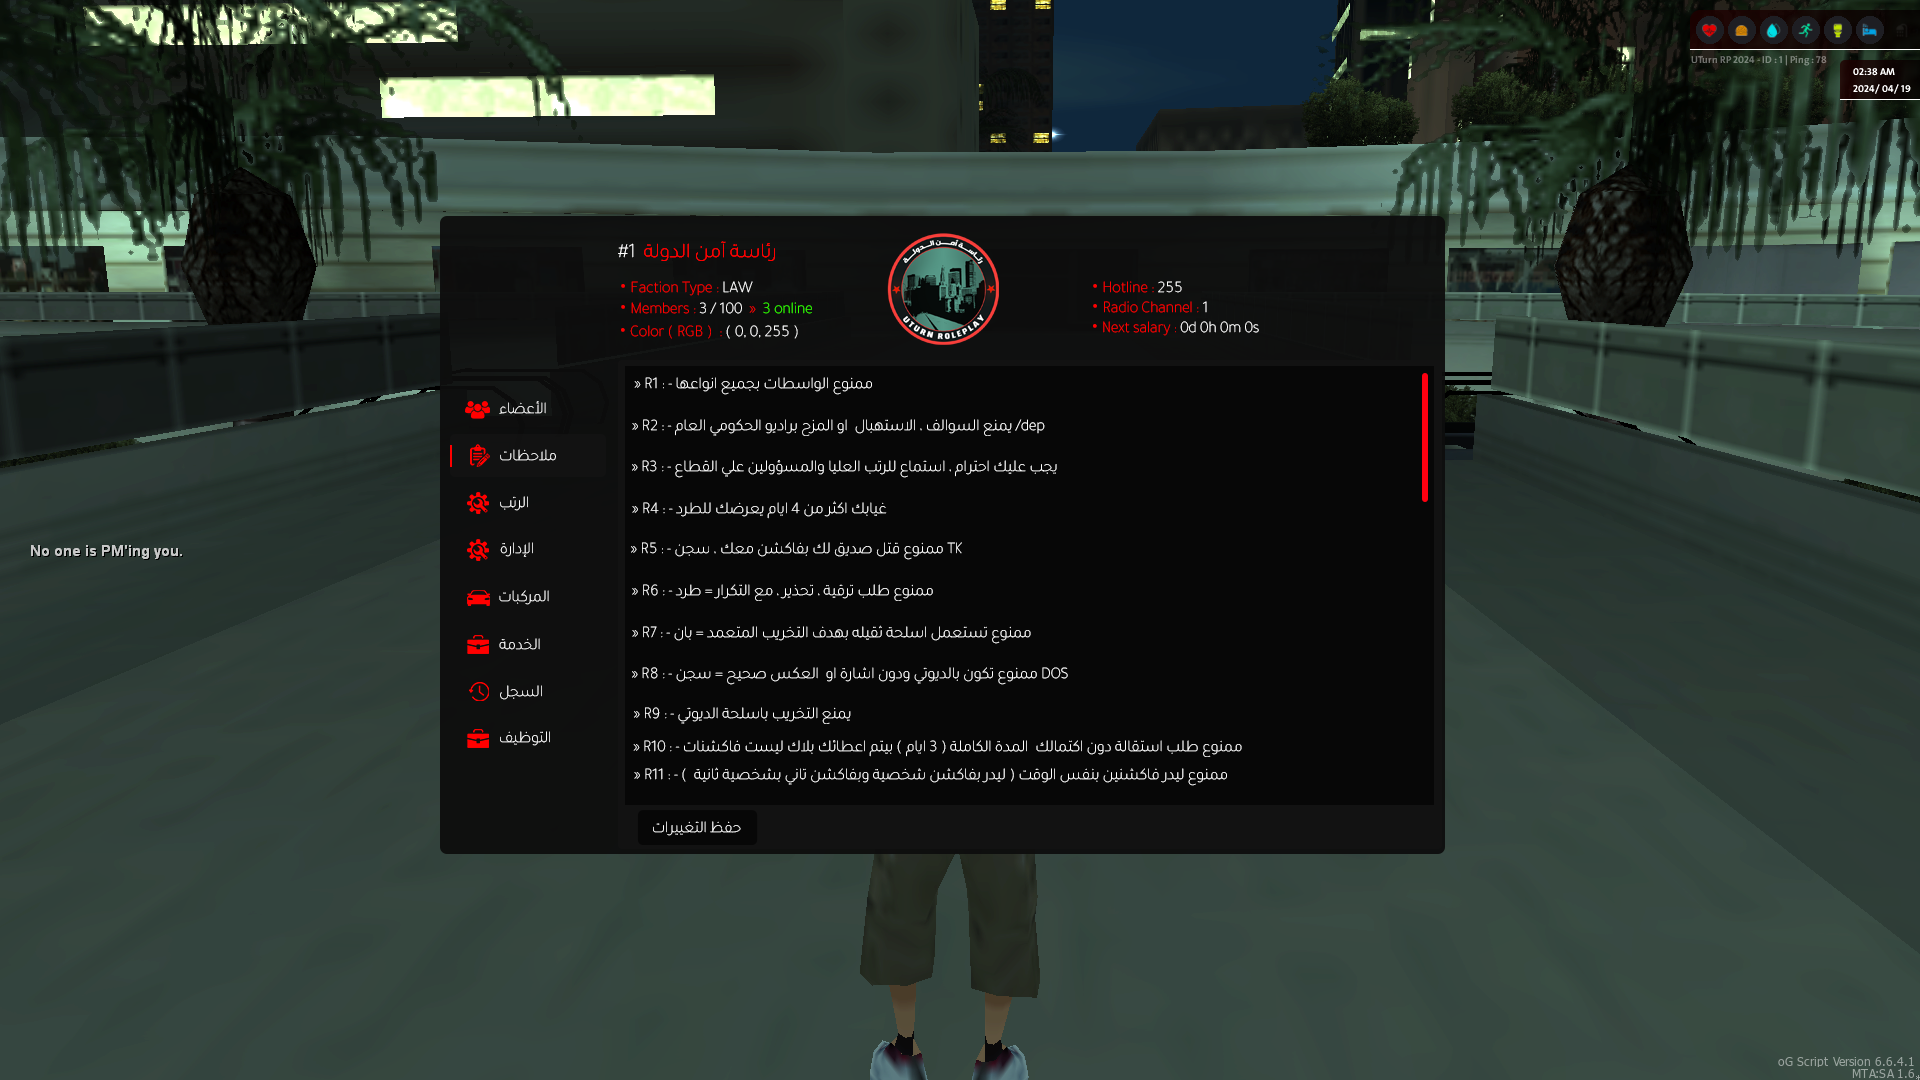 UTurn RP 2024 - ID : 1 | Ping : 78
02:38 AM
2024/ 04/ 19
#1 رئاسة آمن الدولة
• Faction Type : LAW
• Members : 3 / 100 » 3 online
• Color ( RGB ) : ( 0, 0, 255 )
رئاسة آمن الدولة
UTURN ROLEPLAY
• Hotline : 255
• Radio Channel : 1
• Next salary : 0d 0h 0m 0s
الأعضاء
ملاحظات
الرتب
الإدارة
المركبات
الخدمة
السجل
التوظيف
» R1 : - ممنوع الواسطات بجميع انواعها
» R2 : - يمنع السوالف ، الاستهبال او المزح براديو الحكومي العام /dep
» R3 : - يجب عليك احترام ، استماع للرتب العليا والمسؤولين علي القطاع
» R4 : - غيابك اكثر من 4 ايام يعرضك للطرد
» R5 : - ممنوع قتل صديق لك بفاكشن معك ، سجن TK
» R6 : - ممنوع طلب ترقية ، تحذير ، مع التكرار = طرد
» R7 : - ممنوع تستعمل اسلحة ثقيله بهدف التخريب المتعمد = بان
» R8 : - ممنوع تكون بالديوتي ودون اشارة او العكس صحيح = سجن DOS
» R9 : - يمنع التخريب باسلحة الديوتي
» R10 : - ممنوع طلب استقالة دون اكتمالك المدة الكاملة ( 3 ايام ) بيتم اعطائك بلاك ليست فاكشنات
» R11 : - ممنوع ليدر فاكشنين بنفس الوقت ( ليدر بفاكشن شخصية وبفاكشن تاني بشخصية ثانية )
حفظ التغييرات
No one is PM'ing you.
oG Script Version 6.6.4.1
MTA:SA 1.6